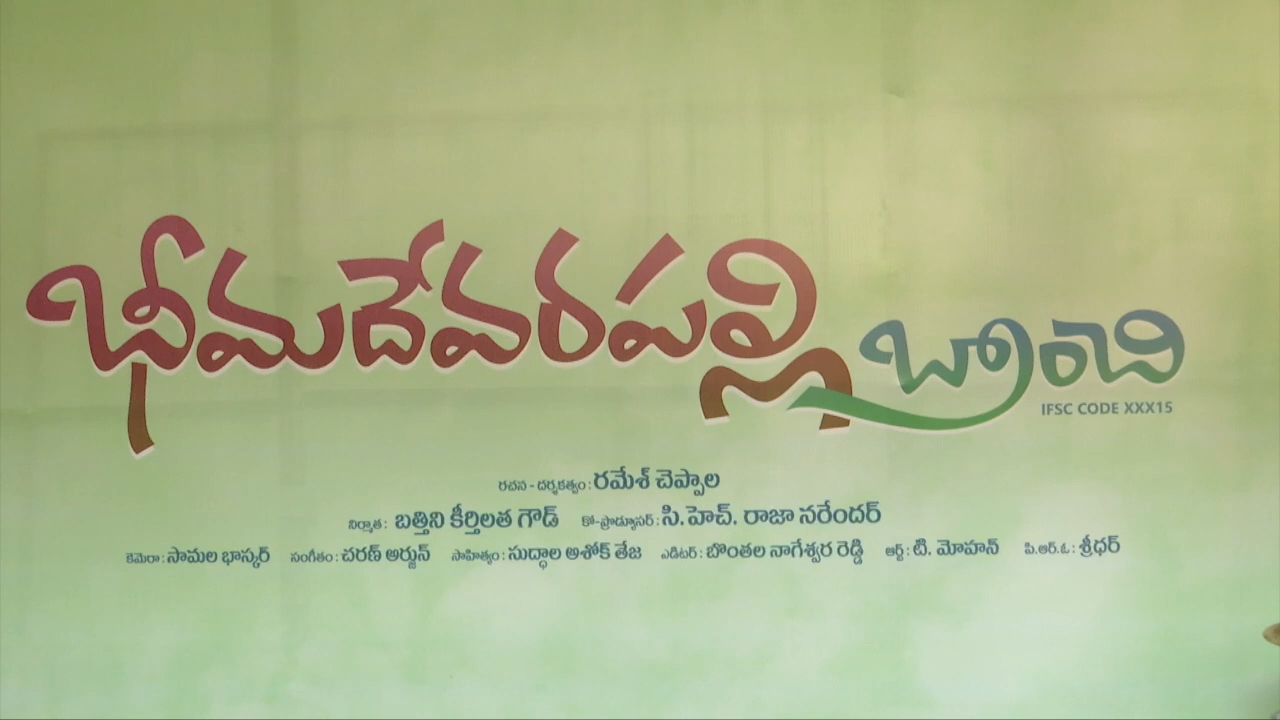 భీమదేవరపల్లి బ్రాంచి
IFSC CODE XXX15
రచన - దర్శకత్వం : రమేశ్ చెప్పాల
నిర్మాత : బత్తిని కీర్తిలత గౌడ్ కో-ప్రొడ్యూసర్ : సి.హెచ్. రాజా నరేందర్
కెమెరా : సామల భాస్కర్ సంగీతం : చరణ్ అర్జున్ సాహిత్యం : సుద్దాల అశోక్ తేజ ఎడిటర్ : బొంతల నాగేశ్వర రెడ్డి ఆర్ట్ : టి. మోహన్ పి.ఆర్.ఓ : శ్రీధర్